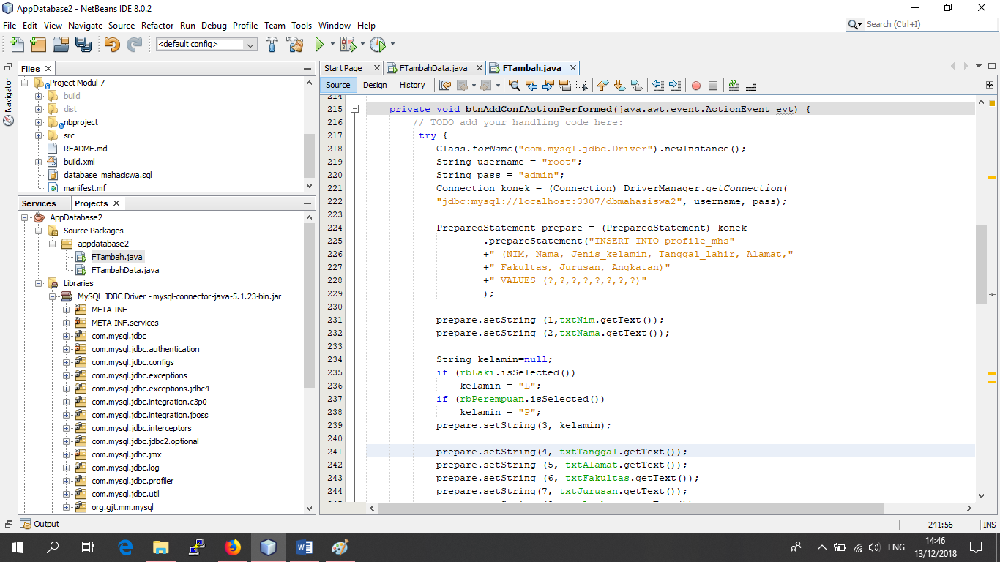 AppDatabase2 - NetBeans IDE 8.0.2
File Edit View Navigate Source Refactor Run Debug Profile Team Tools Window Help
Search (Ctrl+I)
<default config>
Navigator
Files
Project Modul 7
build
dist
nbproject
src
README.md
build.xml
database_mahasiswa.sql
manifest.mf
Services Projects
AppDatabase2
Source Packages
appdatabase2
FTambah.java
FTambahData.java
Libraries
MySQL JDBC Driver - mysql-connector-java-5.1.23-bin.jar
META-INF
META-INF.services
com.mysql.jdbc
com.mysql.jdbc.authentication
com.mysql.jdbc.configs
com.mysql.jdbc.exceptions
com.mysql.jdbc.exceptions.jdbc4
com.mysql.jdbc.integration.c3p0
com.mysql.jdbc.integration.jboss
com.mysql.jdbc.interceptors
com.mysql.jdbc.jdbc2.optional
com.mysql.jdbc.jmx
com.mysql.jdbc.log
com.mysql.jdbc.profiler
com.mysql.jdbc.util
org.gjt.mm.mysql
Start Page FTambahData.java FTambah.java
Source Design History
214
215 private void btnAddConfActionPerformed(java.awt.event.ActionEvent evt) {
216 // TODO add your handling code here:
217 try {
218 Class.forName("com.mysql.jdbc.Driver").newInstance();
219 String username = "root";
220 String pass = "admin";
221 Connection konek = (Connection) DriverManager.getConnection(
222 "jdbc:mysql://localhost:3307/dbmahasiswa2", username, pass);
223
224 PreparedStatement prepare = (PreparedStatement) konek
225 .prepareStatement("INSERT INTO profile_mhs"
226 +" (NIM, Nama, Jenis_kelamin, Tanggal_lahir, Alamat,"
227 +" Fakultas, Jurusan, Angkatan)"
228 +" VALUES (?,?,?,?,?,?,?,?)"
229 );
230
231 prepare.setString (1,txtNim.getText());
232 prepare.setString (2,txtNama.getText());
233
234 String kelamin=null;
235 if (rbLaki.isSelected())
236 kelamin = "L";
237 if (rbPerempuan.isSelected())
238 kelamin = "P";
239 prepare.setString(3, kelamin);
240
241 prepare.setString(4, txtTanggal.getText());
242 prepare.setString (5, txtAlamat.getText());
243 prepare.setString (6, txtFakultas.getText());
244 prepare.setString(7, txtJurusan.getText());
Output
241:56 INS
ENG
14:46
13/12/2018